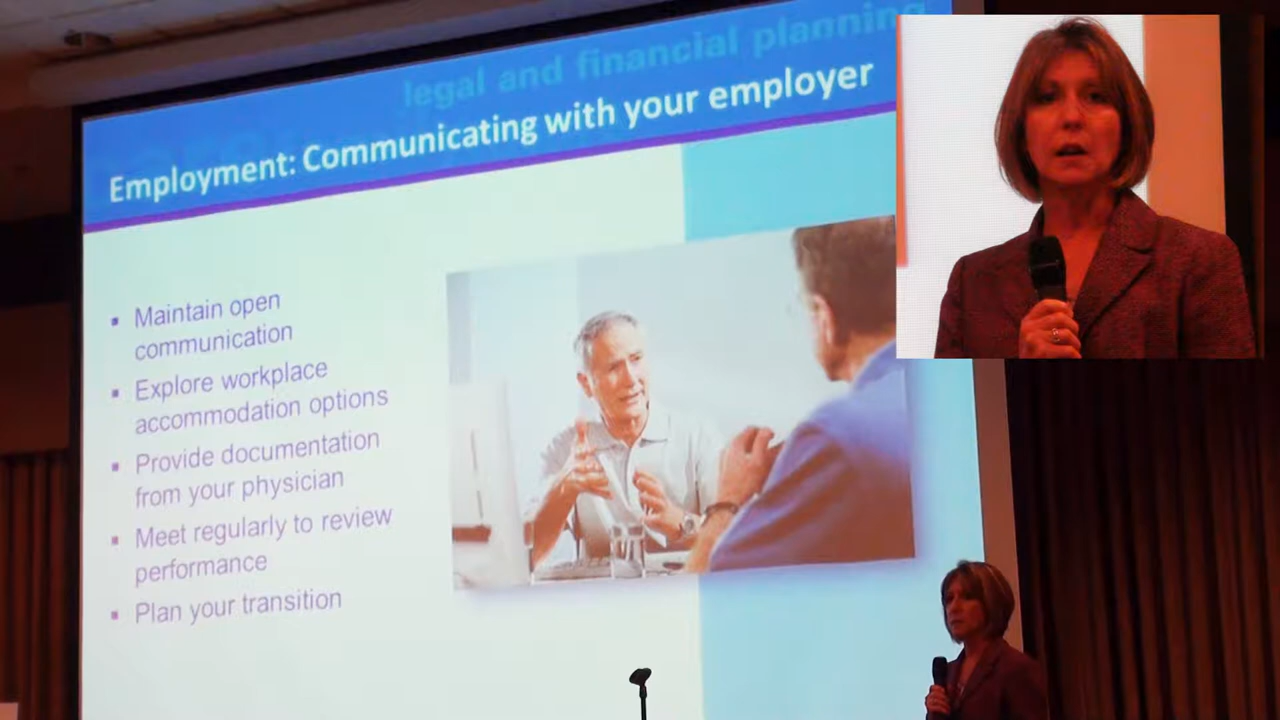 legal and financial planning
Employment: Communicating with your employer
▪ Maintain open
communication
▪ Explore workplace
accommodation options
▪ Provide documentation
from your physician
▪ Meet regularly to review
performance
▪ Plan your transition